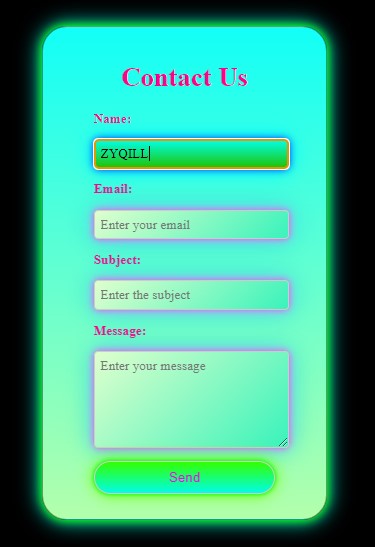 Contact Us
Name:
ZYQILL
Email:
Enter your email
Subject:
Enter the subject
Message:
Enter your message
Send